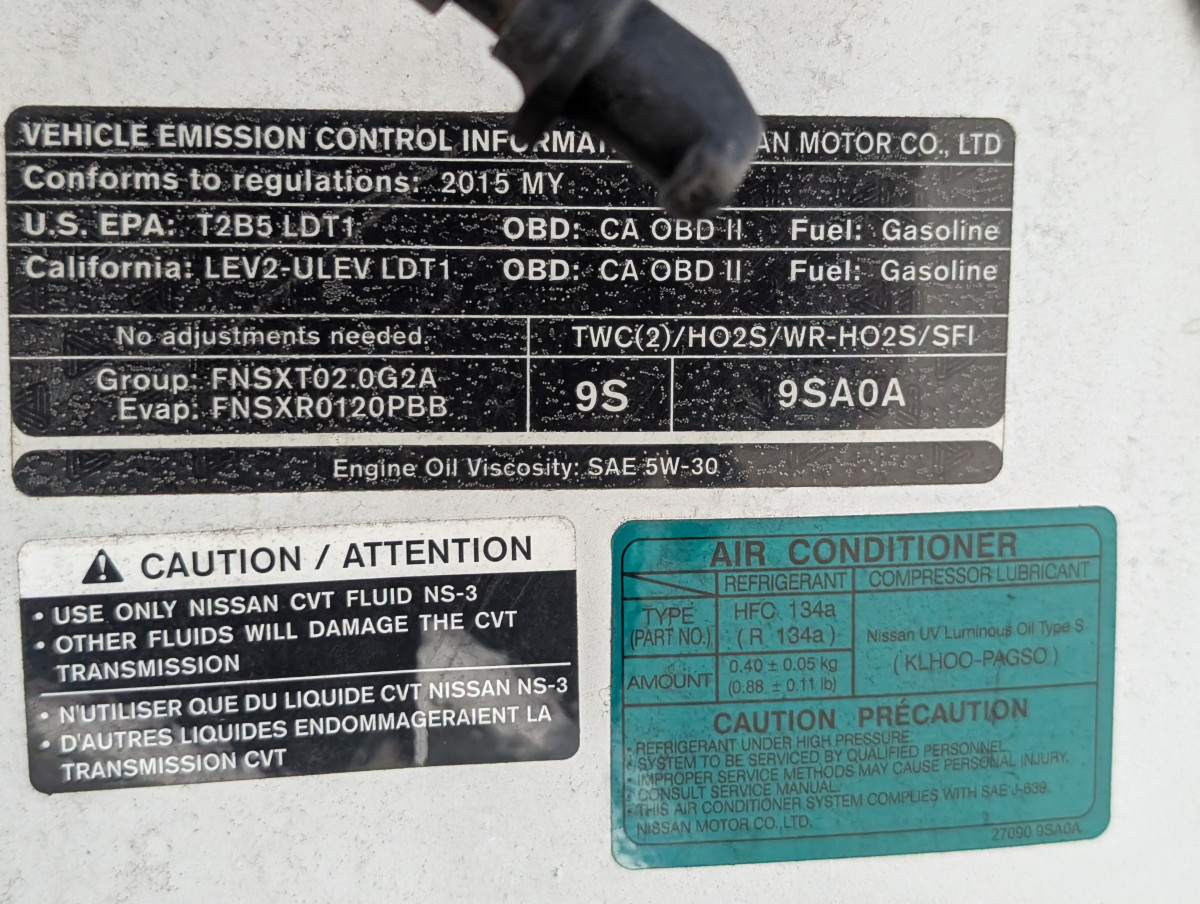 VEHICLE EMISSION CONTROL NISSAN MOTOR CO., LTD
Conforms to regulations: 2015 MY
U.S. EPA: T2B5 LDT1 OBD: CA OBD II Fuel: Gasoline
California: LEV2-ULEV LDT1 OBD: CA OBD II Fuel: Gasoline
No adjustments needed. TWC(2)/HO2S/WR-HO2S/SFI
Group: FNSXT02.0G2A
Evap: FNSXR0120PBB
9S 9SA0A
Engine Oil Viscosity: SAE 5W-30
CAUTION / ATTENTION
• USE ONLY NISSAN CVT FLUID NS-3
• OTHER FLUIDS WILL DAMAGE THE CVT
TRANSMISSION
• N'UTILISER QUE DU LIQUIDE CVT NISSAN NS-3
• D'AUTRES LIQUIDES ENDOMMAGERAIENT LA
TRANSMISSION CVT
AIR CONDITIONER
REFRIGERANT COMPRESSOR LUBRICANT
TYPE
(PART NO.)
HFC 134a
(R 134a)
Nissan UV Luminous Oil Type S
(KLHOO-PAGSO)
AMOUNT
0.40 ± 0.05 kg
(0.88 ± 0.11 lb)
CAUTION PRÉCAUTION
• REFRIGERANT UNDER HIGH PRESSURE.
• SYSTEM TO BE SERVICED BY QUALIFIED PERSONNEL.
• IMPROPER SERVICE METHODS MAY CAUSE PERSONAL INJURY.
• CONSULT SERVICE MANUAL.
• THIS AIR CONDITIONER SYSTEM COMPLIES WITH SAE J-639.
NISSAN MOTOR CO., LTD.
27090 9SA0A